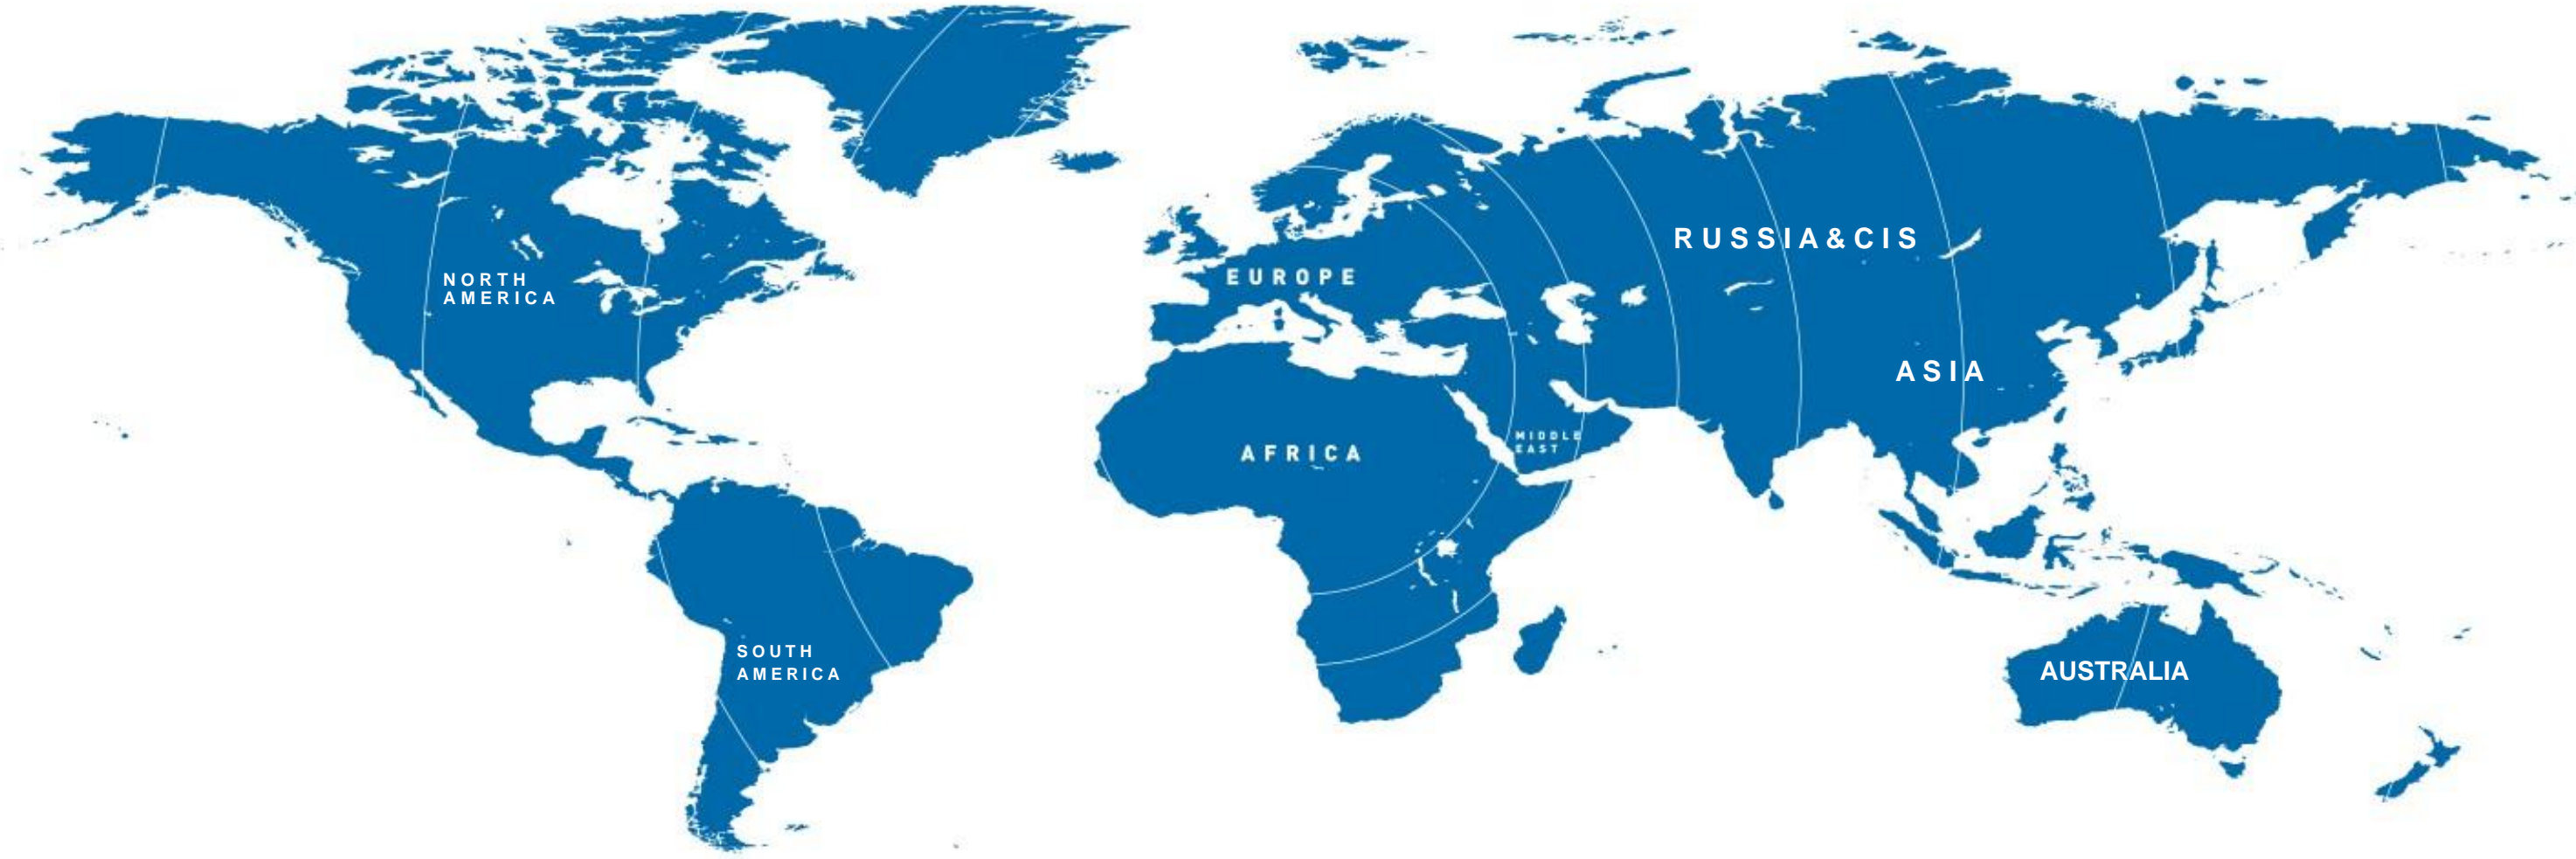 RUSSIA&CIS
NORTH
AMERICA
EUROPE
ASIA
MIDDLE
EAST
AFRICA
SOUTH
AMERICA
AUSTRALIA